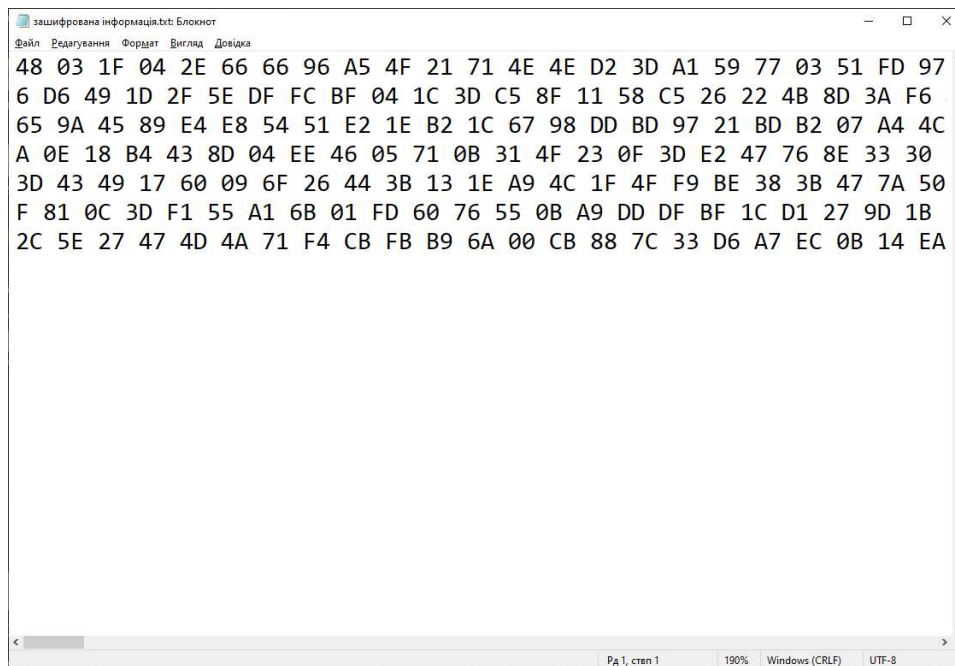 зашифрована інформація.txt: Блокнот
Файл Редагування Формат Вигляд Довідка
48 03 1F 04 2E 66 66 96 A5 4F 21 71 4E 4E D2 3D A1 59 77 03 51 FD 97
6 D6 49 1D 2F 5E DF FC BF 04 1C 3D C5 8F 11 58 C5 26 22 4B 8D 3A F6
65 9A 45 89 E4 E8 54 51 E2 1E B2 1C 67 98 DD BD 97 21 BD B2 07 A4 4C
A 0E 18 B4 43 8D 04 EE 46 05 71 0B 31 4F 23 0F 3D E2 47 76 8E 33 30
3D 43 49 17 60 09 6F 26 44 3B 13 1E A9 4C 1F 4F F9 BE 38 3B 47 7A 50
F 81 0C 3D F1 55 A1 6B 01 FD 60 76 55 0B A9 DD DF BF 1C D1 27 9D 1B
2C 5E 27 47 4D 4A 71 F4 CB FB B9 6A 00 CB 88 7C 33 D6 A7 EC 0B 14 EA
Рд 1, ствп 1 190% Windows (CRLF) UTF-8